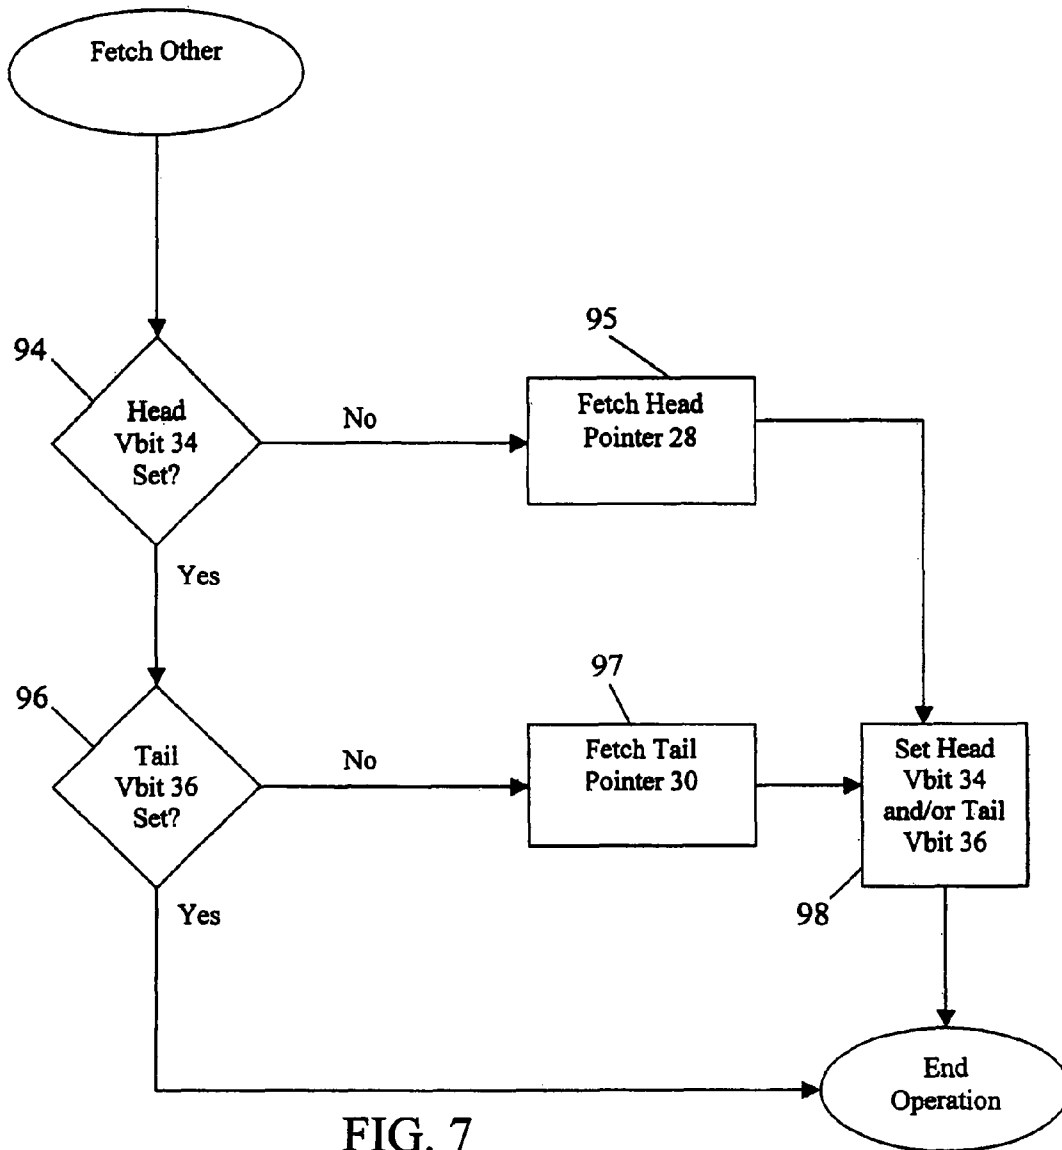 Fetch Other
94
Head
Vbit 34
Set?
No
95
Fetch Head
Pointer 28
Yes
96
Tail
Vbit 36
Set?
No
97
Fetch Tail
Pointer 30
Set Head
Vbit 34
and/or Tail
Vbit 36
98
Yes
End
Operation
FIG. 7